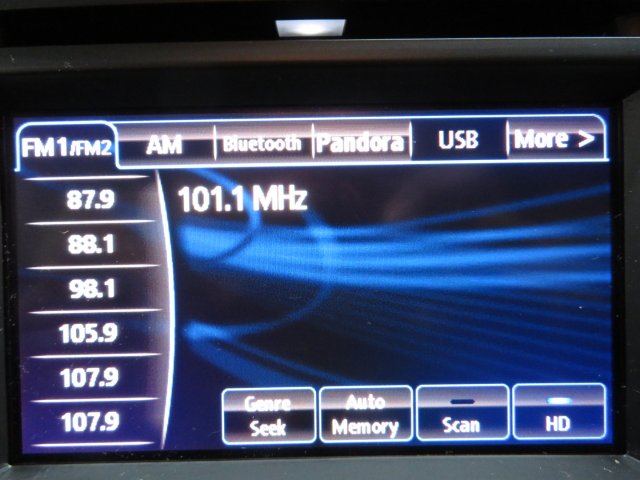 FM1/FM2 AM Bluetooth Pandora USB More >
87.9
101.1 MHz
88.1
98.1
105.9
107.9
107.9
Genre Seek
Auto Memory
Scan
HD